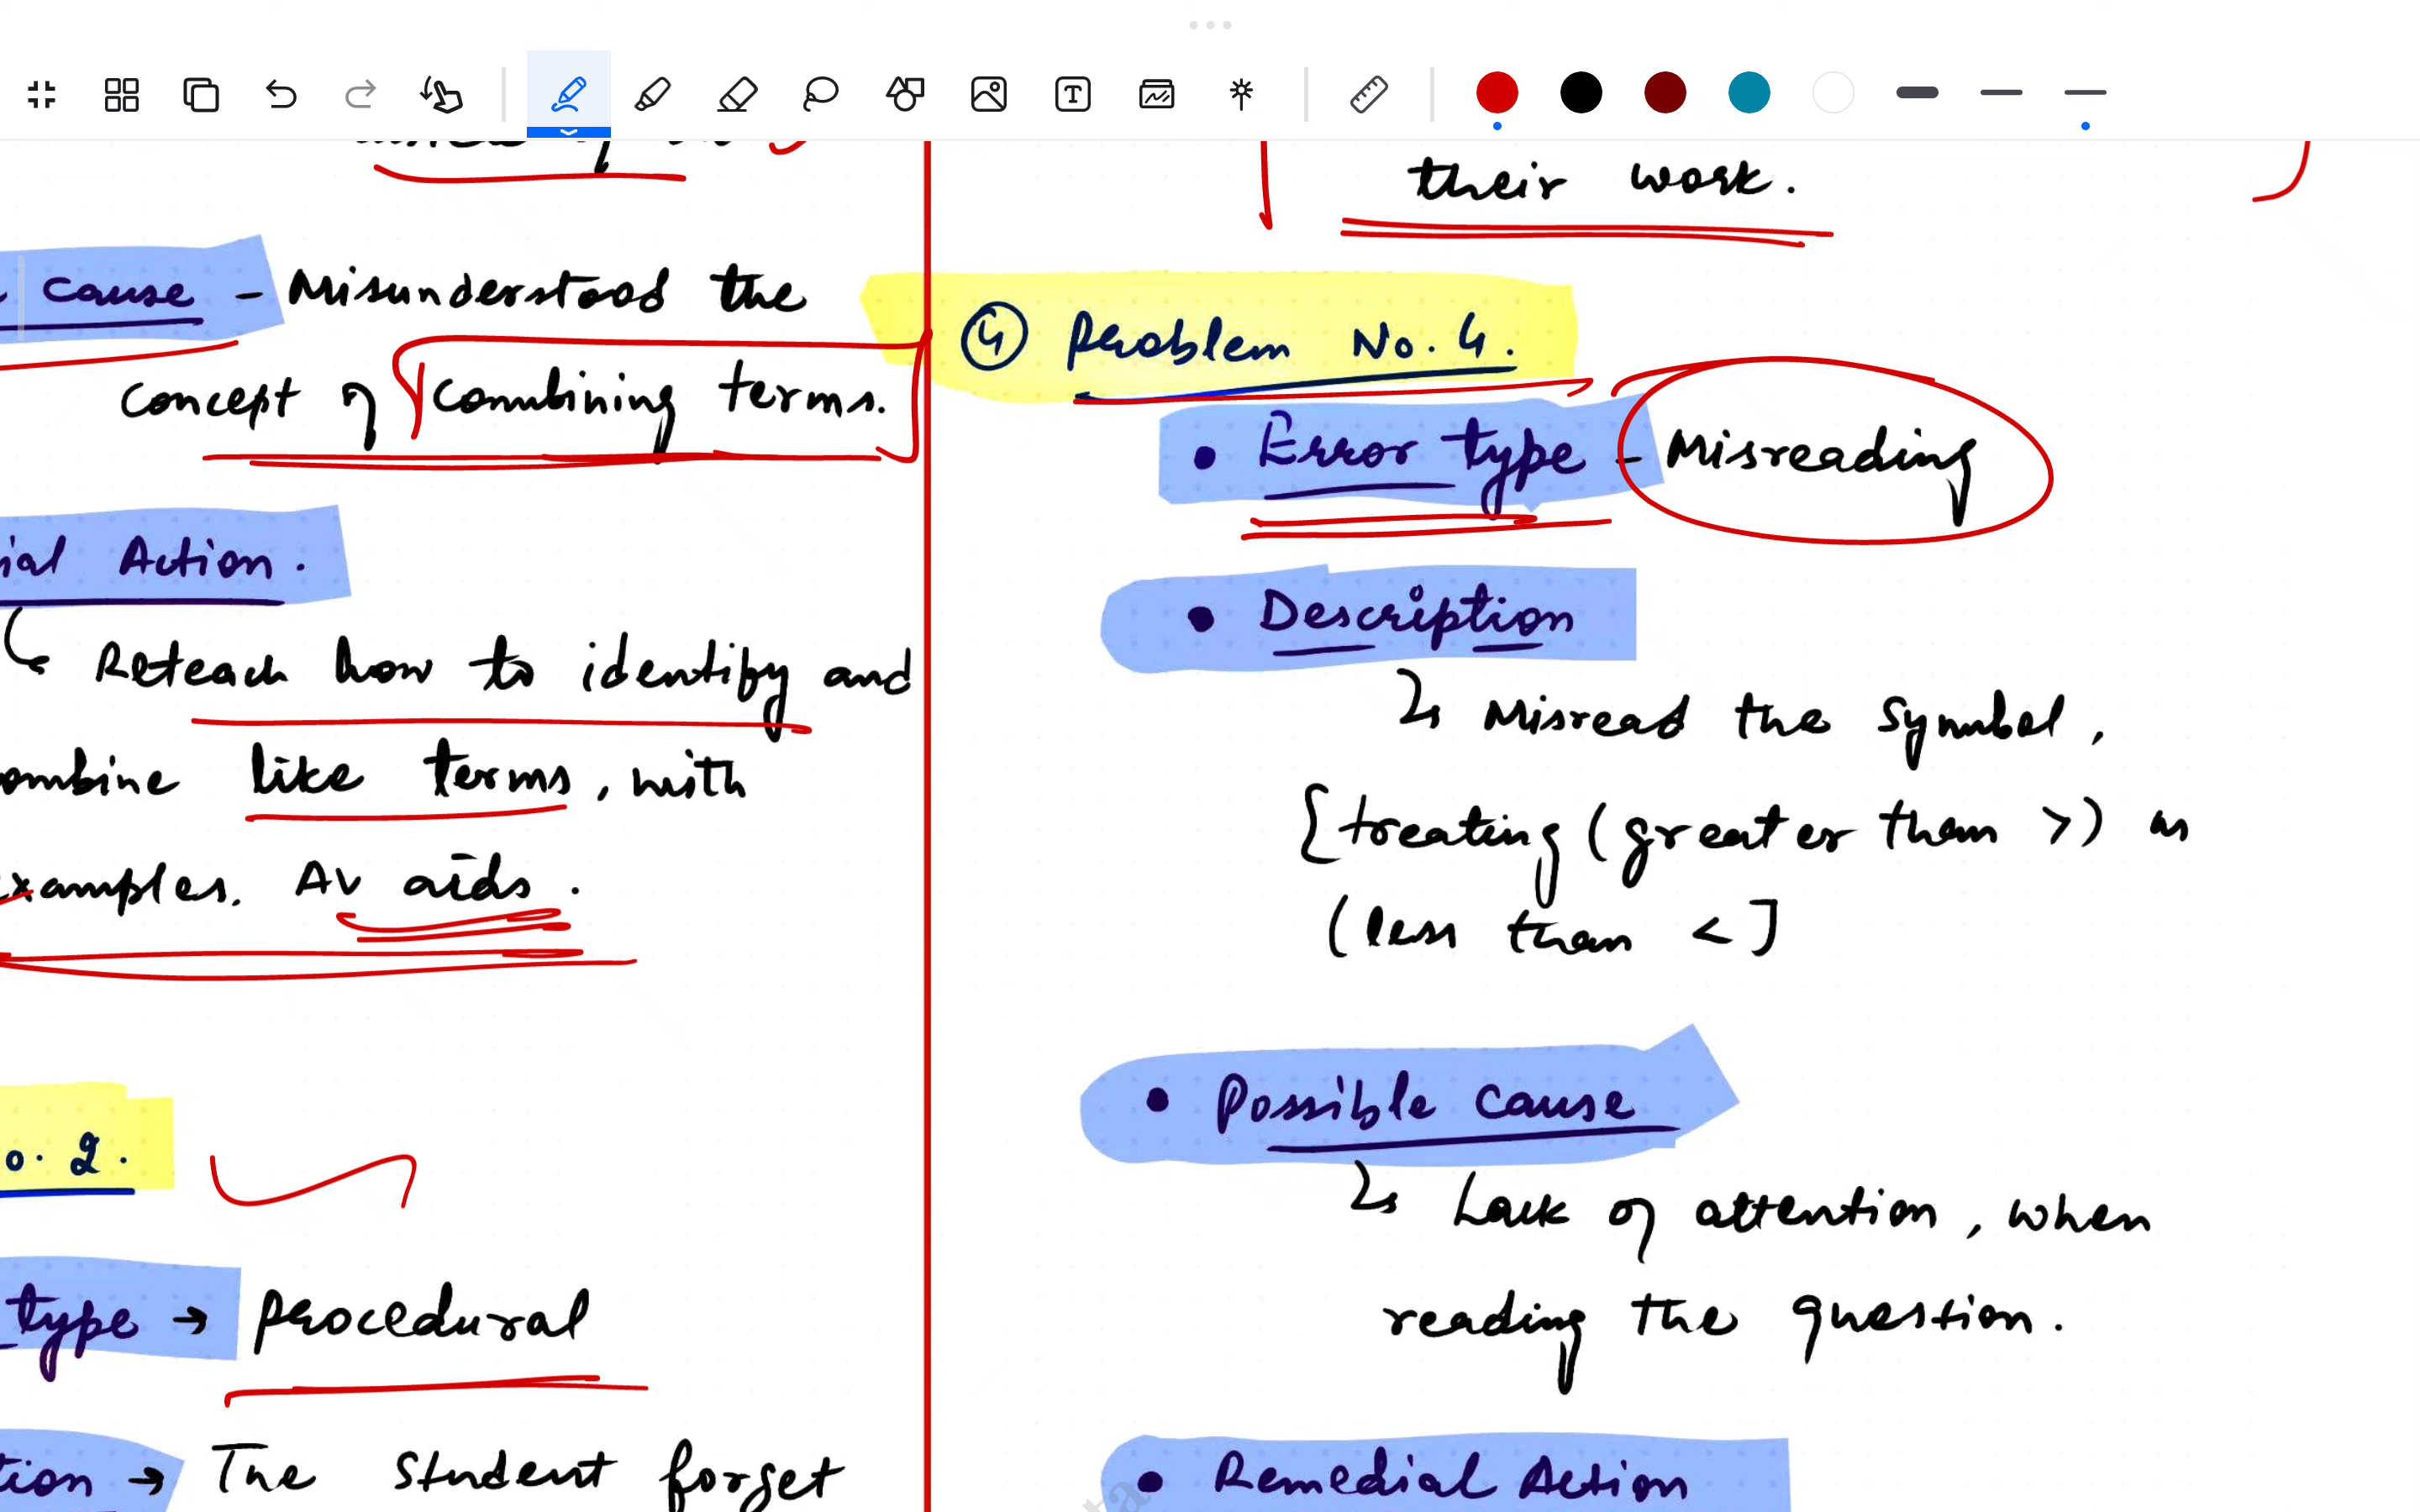 Cause - Misunderstood the
concept of combining terms.
ial Action.
Reteach how to identify and
ombine like terms, with
xamples. AV aids.
o. 2.
type → Procedural
tion → The student forget
their work.
④ Problem No. 4.
• Error type - Misreading
• Description
↳ Misread the symbol,
[treating (greater than >) as
(less than <]
• Possible Cause
↳ Lack of attention, when
reading the question.
• Remedial Action